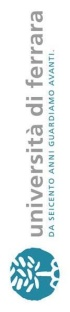 università di ferrara
DA SEICENTO ANNI GUARDIAMO AVANTI.